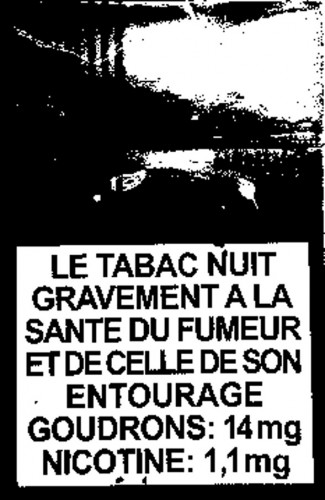 LE TABAC NUIT
GRAVEMENT A LA
SANTE DU FUMEUR
ET DE CELLE DE SON
ENTOURAGE
GOUDRONS: 14 mg
NICOTINE: 1,1 mg